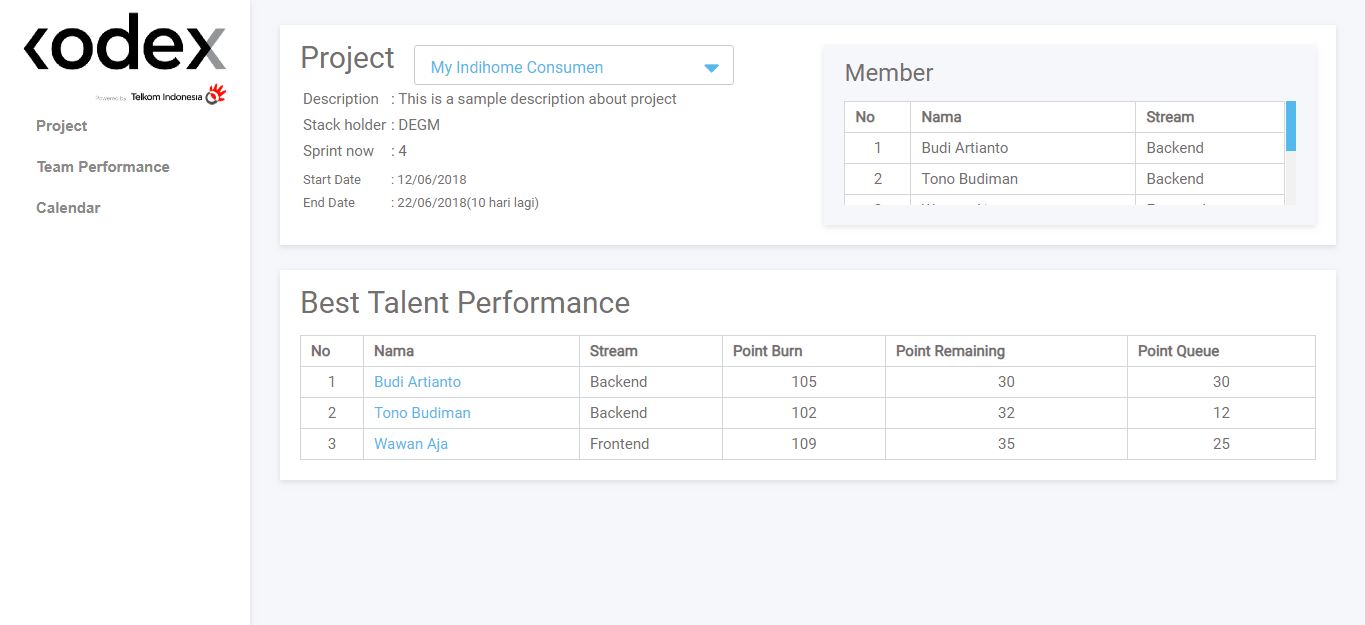 kodex
Powered by Telkom Indonesia
Project
Team Performance
Calendar
Project My Indihome Consumen
Description : This is a sample description about project
Stack holder : DEGM
Sprint now : 4
Start Date : 12/06/2018
End Date : 22/06/2018(10 hari lagi)
Member
No Nama Stream
1 Budi Artianto Backend
2 Tono Budiman Backend
Best Talent Performance
No Nama Stream Point Burn Point Remaining Point Queue
1 Budi Artianto Backend 105 30 30
2 Tono Budiman Backend 102 32 12
3 Wawan Aja Frontend 109 35 25